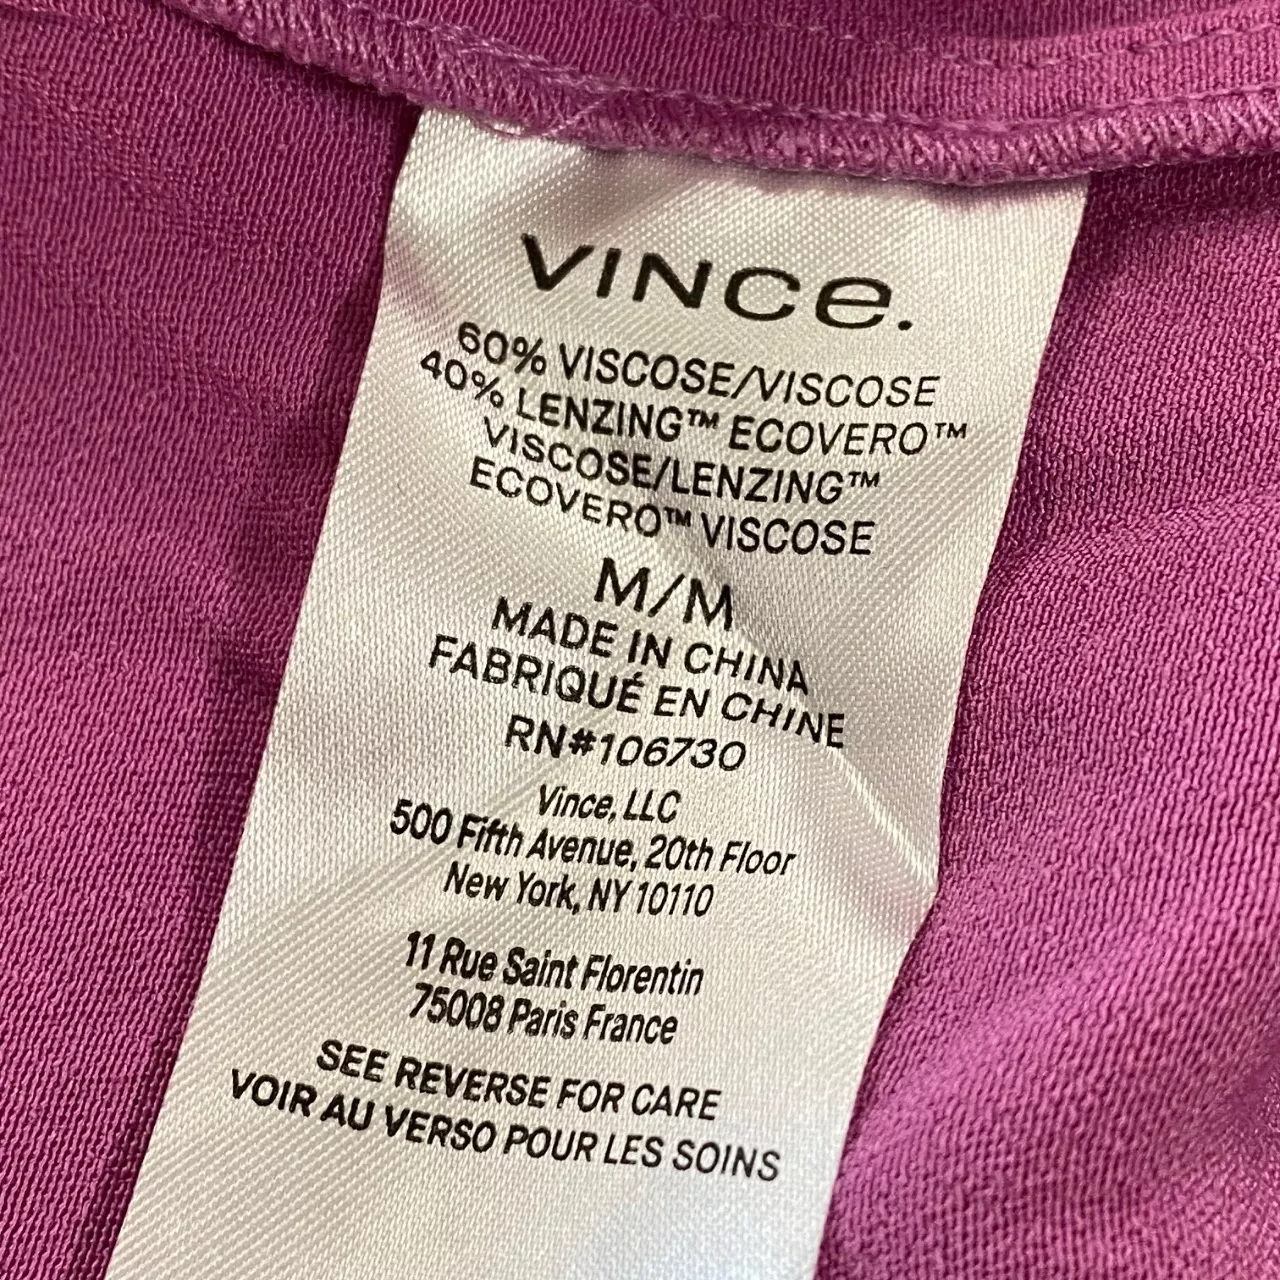 VINCe.
60% VISCOSE/VISCOSE
40% LENZING™ ECOVERO™
VISCOSE/LENZING™
ECOVERO™ VISCOSE
M/M
MADE IN CHINA
FABRIQUÉ EN CHINE
RN#106730
Vince, LLC
500 Fifth Avenue, 20th Floor
New York, NY 10110
11 Rue Saint Florentin
75008 Paris France
SEE REVERSE FOR CARE
VOIR AU VERSO POUR LES SOINS